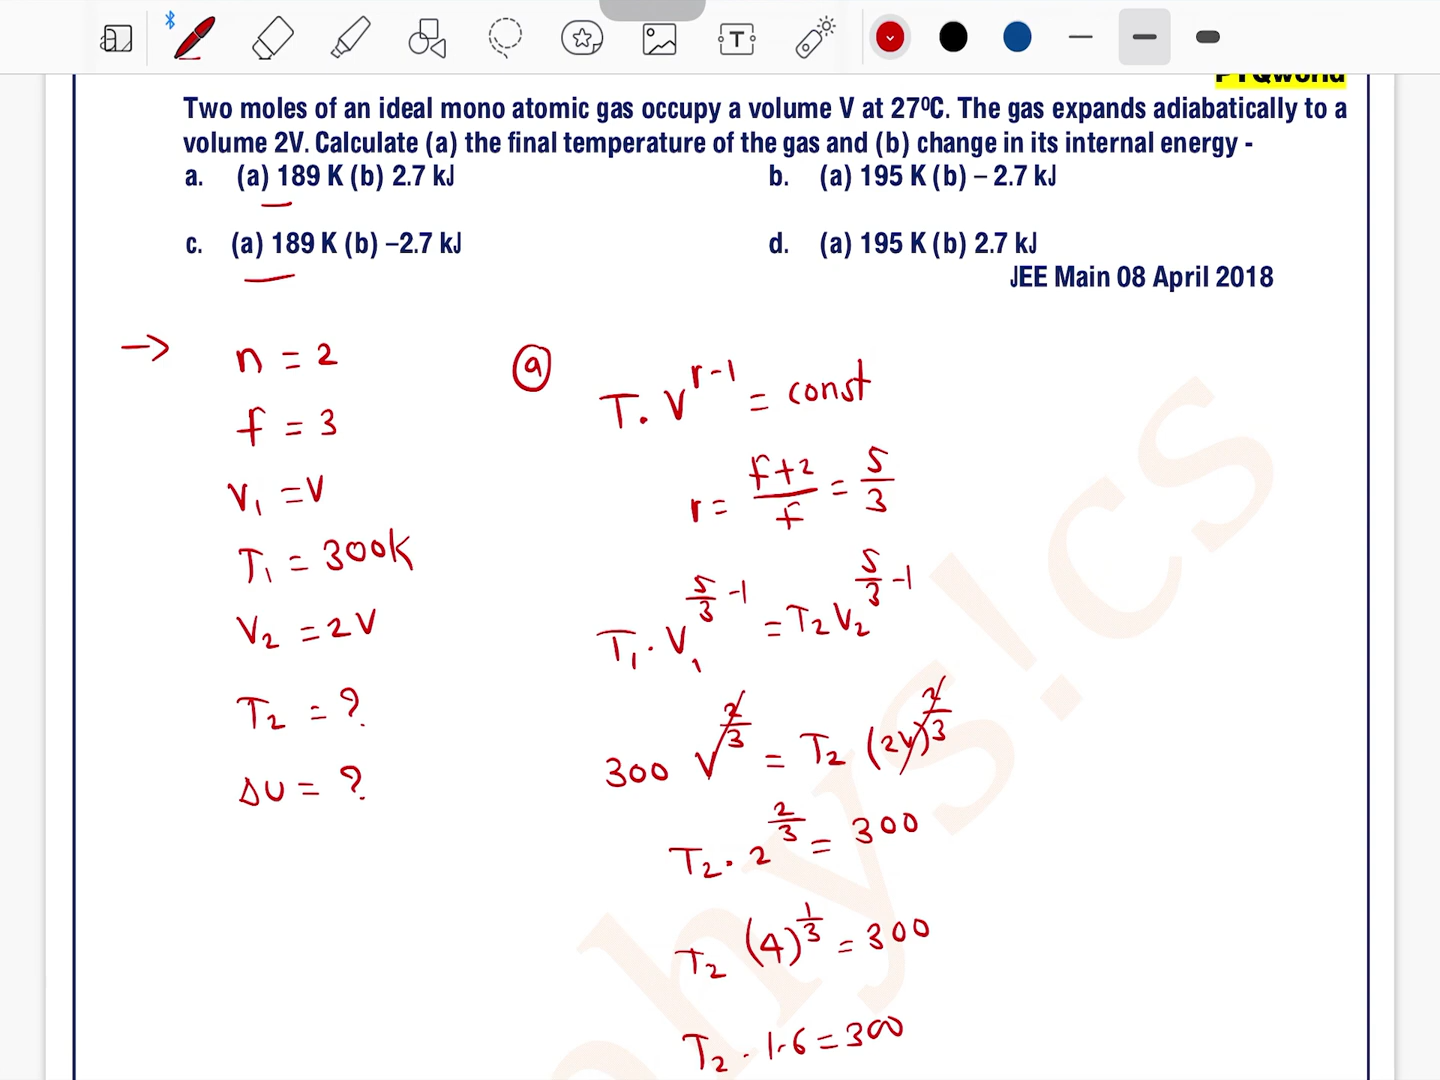 Two moles of an ideal mono atomic gas occupy a volume V at 27⁰C. The gas expands adiabatically to a
volume 2V. Calculate (a) the final temperature of the gas and (b) change in its internal energy -
a. (a) 189 K (b) 2.7 kJ
b. (a) 195 K (b) – 2.7 kJ
c. (a) 189 K (b) –2.7 kJ
d. (a) 195 K (b) 2.7 kJ
JEE Main 08 April 2018
→ n = 2
f = 3
V₁ = V
T₁ = 300K
V₂ = 2V
T₂ = ?
ΔU = ?
ⓐ
T · V^(r-1) = const
r = (f+2)/f = 5/3
T₁ · V₁^(5/3 -1) = T₂ V₂^(5/3 -1)
300 V^(2/3) = T₂ (2V)^(2/3)
T₂ · 2^(2/3) = 300
T₂ (4)^(1/3) = 300
T₂ · 1.6 = 300
T
phys!cs